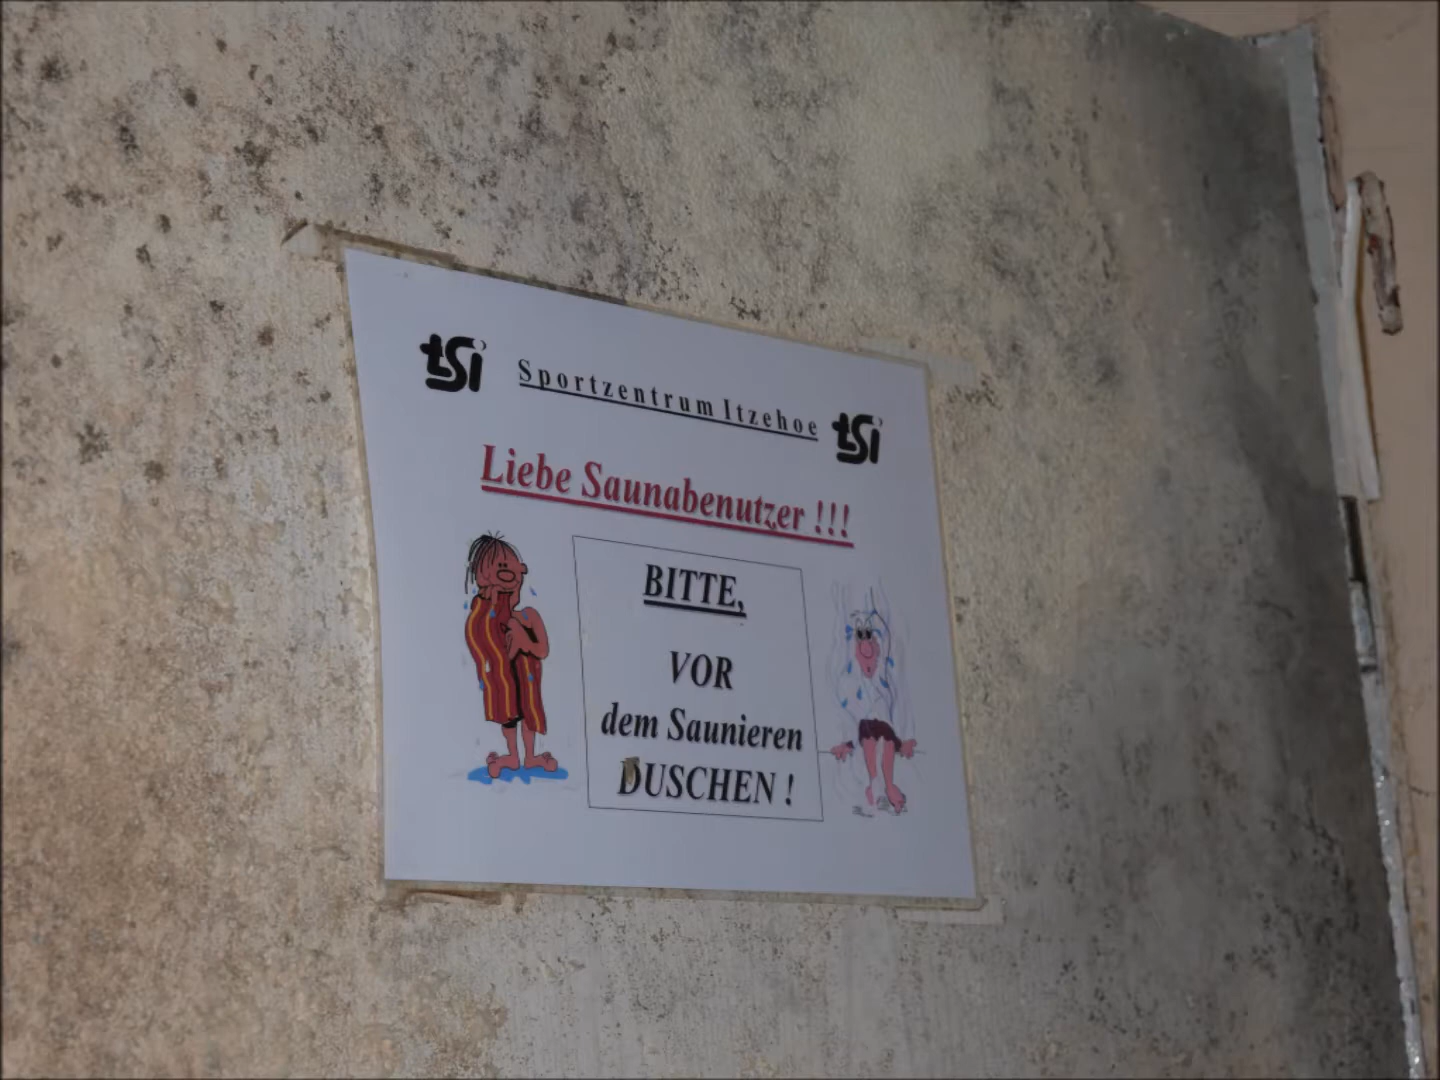 tsi Sportzentrum Itzehoe tsi
Liebe Saunabenutzer !!!
BITTE,
VOR
dem Saunieren
DUSCHEN !